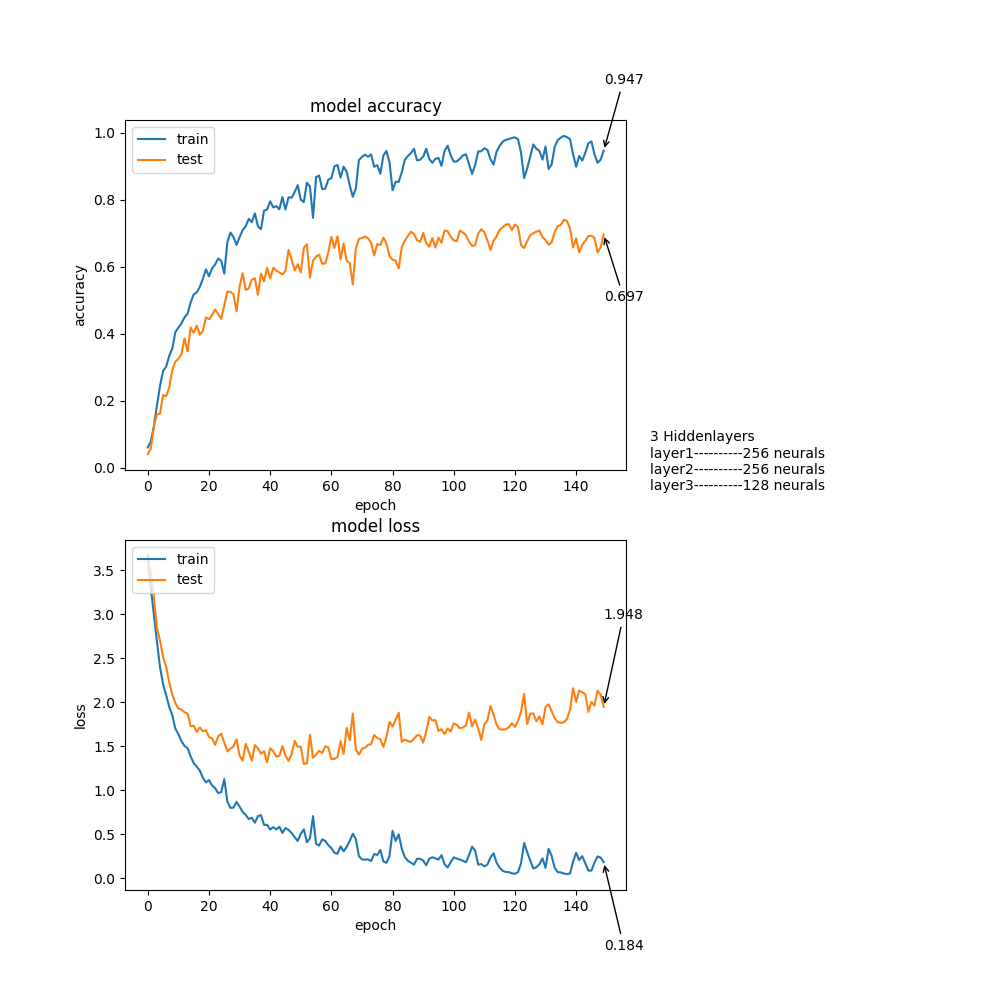 0.947
model accuracy
train
test
1.0
0.8
0.6
0.4
0.2
0.0
accuracy
0.697
0 20 40 60 80 100 120 140
epoch
3 Hiddenlayers
layer1----------256 neurals
layer2----------256 neurals
layer3----------128 neurals
model loss
train
test
3.5
3.0
2.5
2.0
1.5
1.0
0.5
0.0
loss
1.948
0 20 40 60 80 100 120 140
epoch
0.184